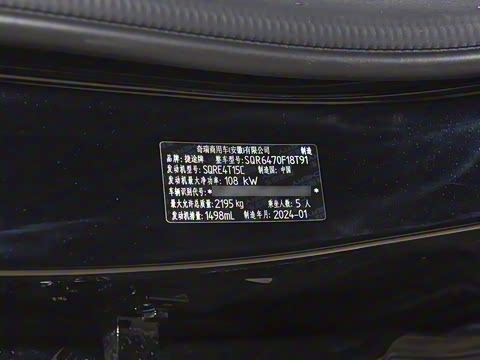 奇瑞商用车(安徽)有限公司 制造
品牌: 捷途牌 整车型号: SQR6470F18T91
发动机型号: SQRE4T15C 制造国: 中国
发动机最大净功率: 108 kW
车辆识别代号: * *
最大允许总质量: 2195 kg 乘坐人数: 5 人
发动机排量: 1498mL 制造年月: 2024-01